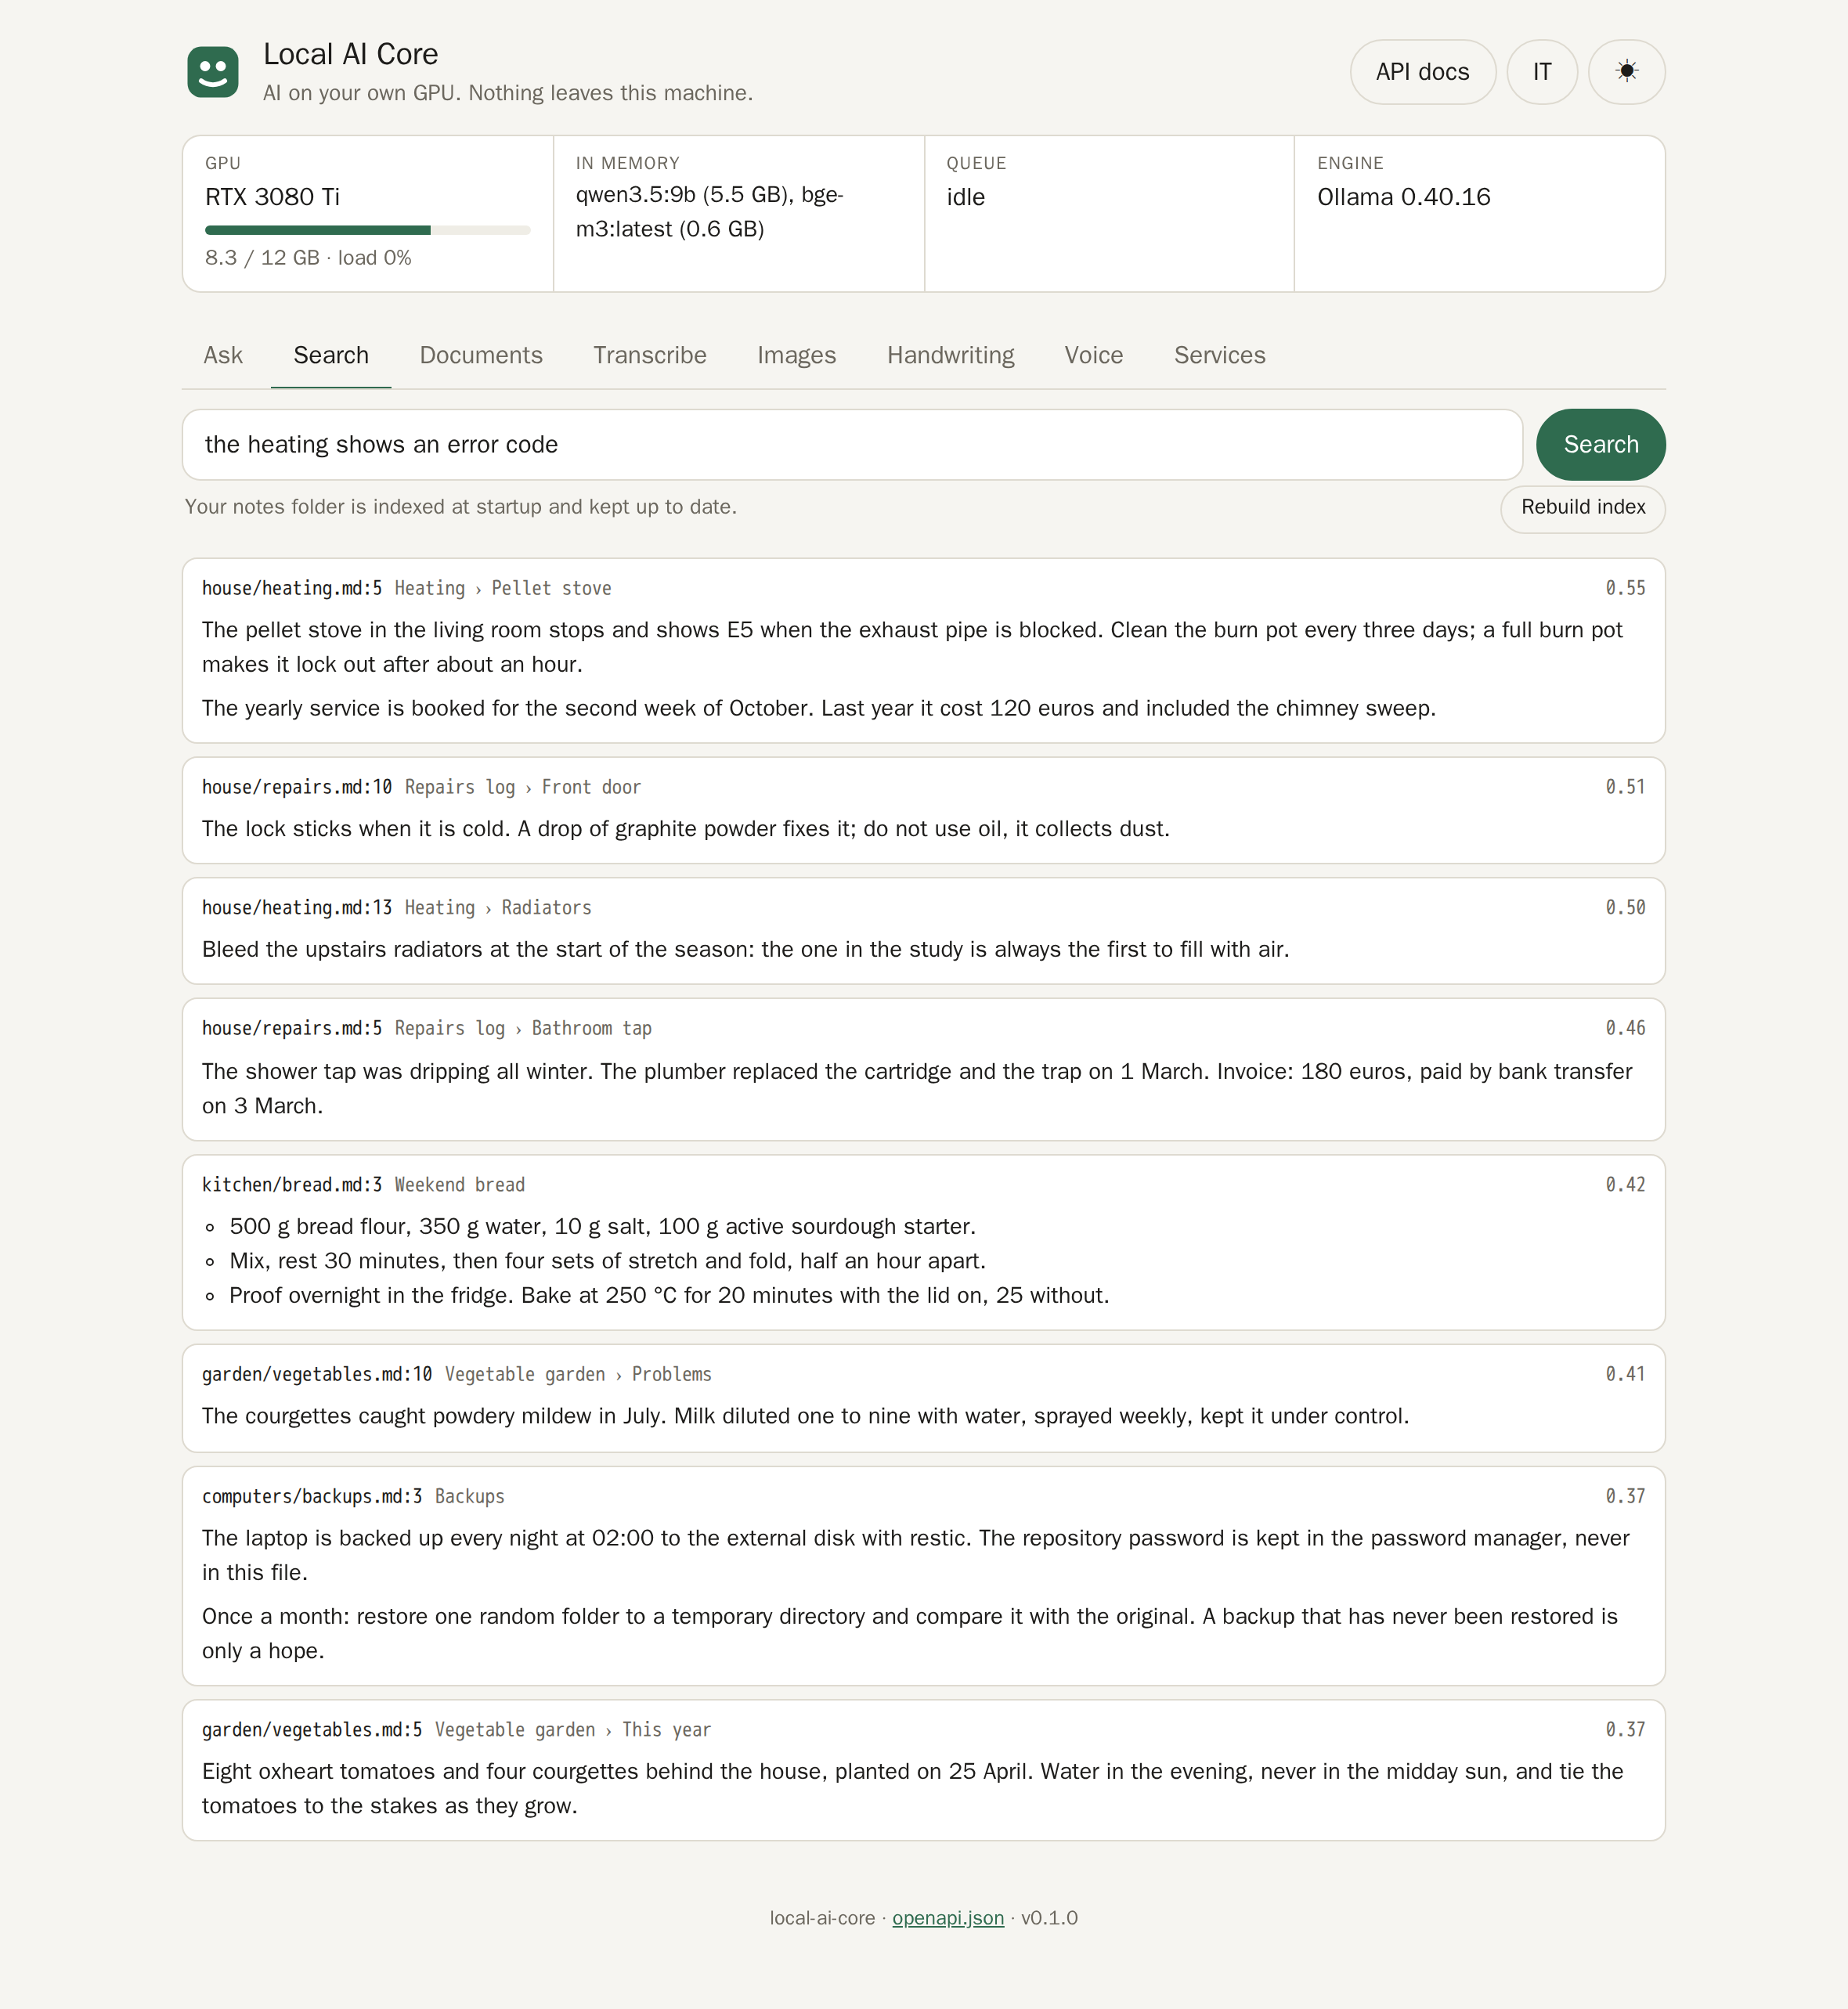 Local AI Core
AI on your own GPU. Nothing leaves this machine.
API docs
IT
GPU
RTX 3080 Ti
8.3 / 12 GB · load 0%
IN MEMORY
qwen3.5:9b (5.5 GB), bge-
m3:latest (0.6 GB)
QUEUE
idle
ENGINE
Ollama 0.40.16
Ask Search Documents Transcribe Images Handwriting Voice Services
the heating shows an error code
Search
Your notes folder is indexed at startup and kept up to date.
Rebuild index
house/heating.md:5 Heating › Pellet stove 0.55
The pellet stove in the living room stops and shows E5 when the exhaust pipe is blocked. Clean the burn pot every three days; a full burn pot
makes it lock out after about an hour.
The yearly service is booked for the second week of October. Last year it cost 120 euros and included the chimney sweep.
house/repairs.md:10 Repairs log › Front door 0.51
The lock sticks when it is cold. A drop of graphite powder fixes it; do not use oil, it collects dust.
house/heating.md:13 Heating › Radiators 0.50
Bleed the upstairs radiators at the start of the season: the one in the study is always the first to fill with air.
house/repairs.md:5 Repairs log › Bathroom tap 0.46
The shower tap was dripping all winter. The plumber replaced the cartridge and the trap on 1 March. Invoice: 180 euros, paid by bank transfer
on 3 March.
kitchen/bread.md:3 Weekend bread 0.42
◦ 500 g bread flour, 350 g water, 10 g salt, 100 g active sourdough starter.
◦ Mix, rest 30 minutes, then four sets of stretch and fold, half an hour apart.
◦ Proof overnight in the fridge. Bake at 250 °C for 20 minutes with the lid on, 25 without.
garden/vegetables.md:10 Vegetable garden › Problems 0.41
The courgettes caught powdery mildew in July. Milk diluted one to nine with water, sprayed weekly, kept it under control.
computers/backups.md:3 Backups 0.37
The laptop is backed up every night at 02:00 to the external disk with restic. The repository password is kept in the password manager, never
in this file.
Once a month: restore one random folder to a temporary directory and compare it with the original. A backup that has never been restored is
only a hope.
garden/vegetables.md:5 Vegetable garden › This year 0.37
Eight oxheart tomatoes and four courgettes behind the house, planted on 25 April. Water in the evening, never in the midday sun, and tie the
tomatoes to the stakes as they grow.
local-ai-core · openapi.json · v0.1.0